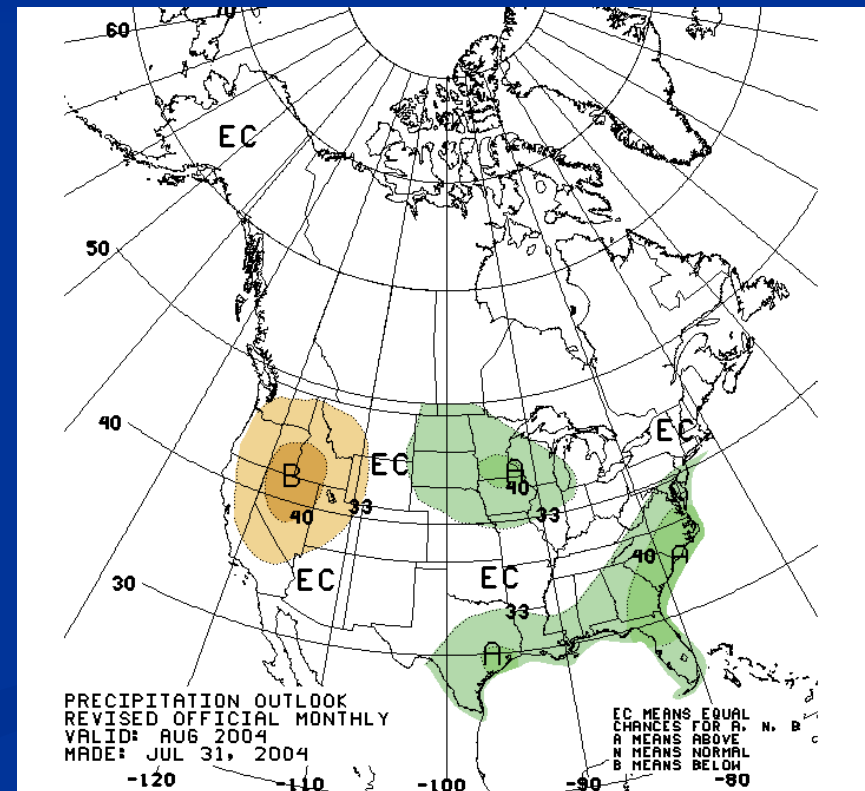 60
70
EC
50
40
EC
EC
B
A
40
33
40
33
40
A
30
EC
EC
33
A
PRECIPITATION OUTLOOK
REVISED OFFICIAL MONTHLY
VALID: AUG 2004
MADE: JUL 31, 2004
EC MEANS EQUAL
CHANCES FOR A, N, B
A MEANS ABOVE
N MEANS NORMAL
B MEANS BELOW
-120
-110
-100
-90
-80